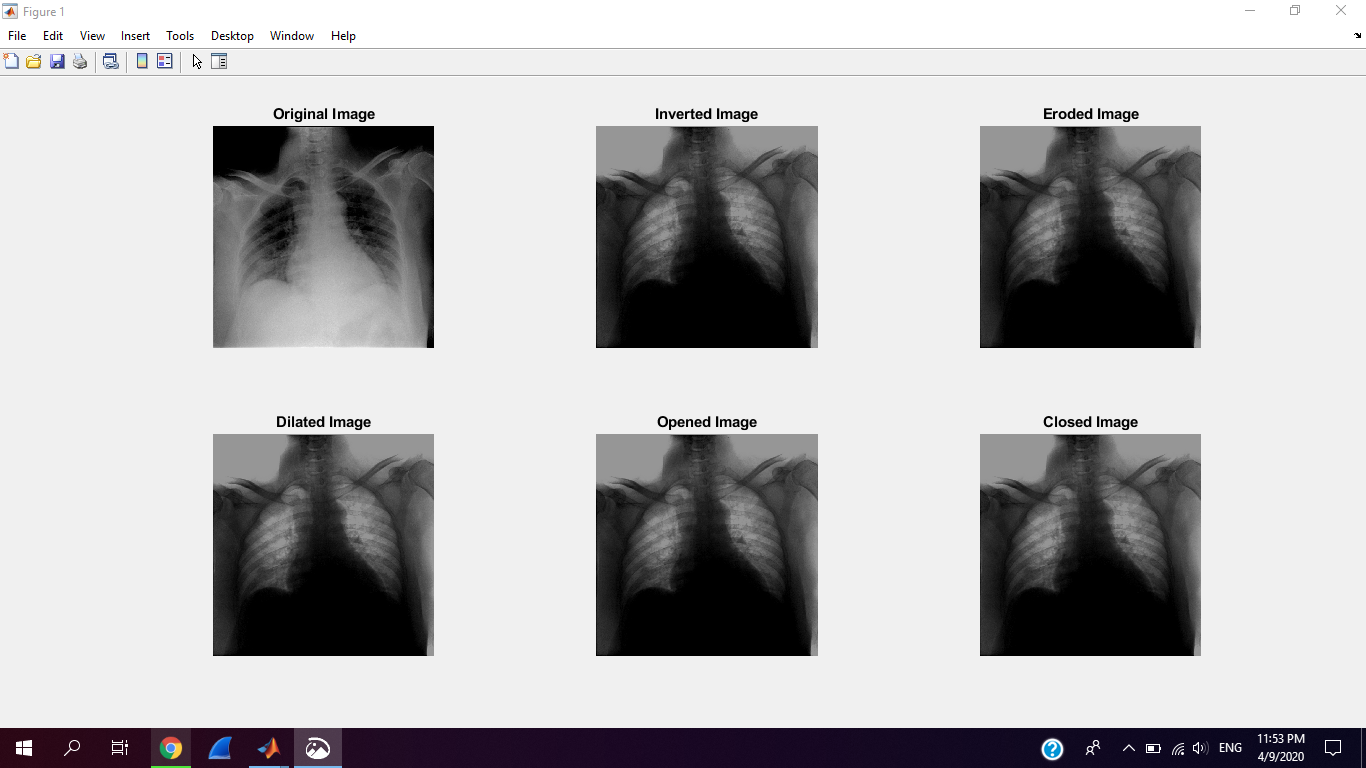 Figure 1
File Edit View Insert Tools Desktop Window Help
Original Image Inverted Image Eroded Image
Dilated Image Opened Image Closed Image
ENG
11:53 PM
4/9/2020